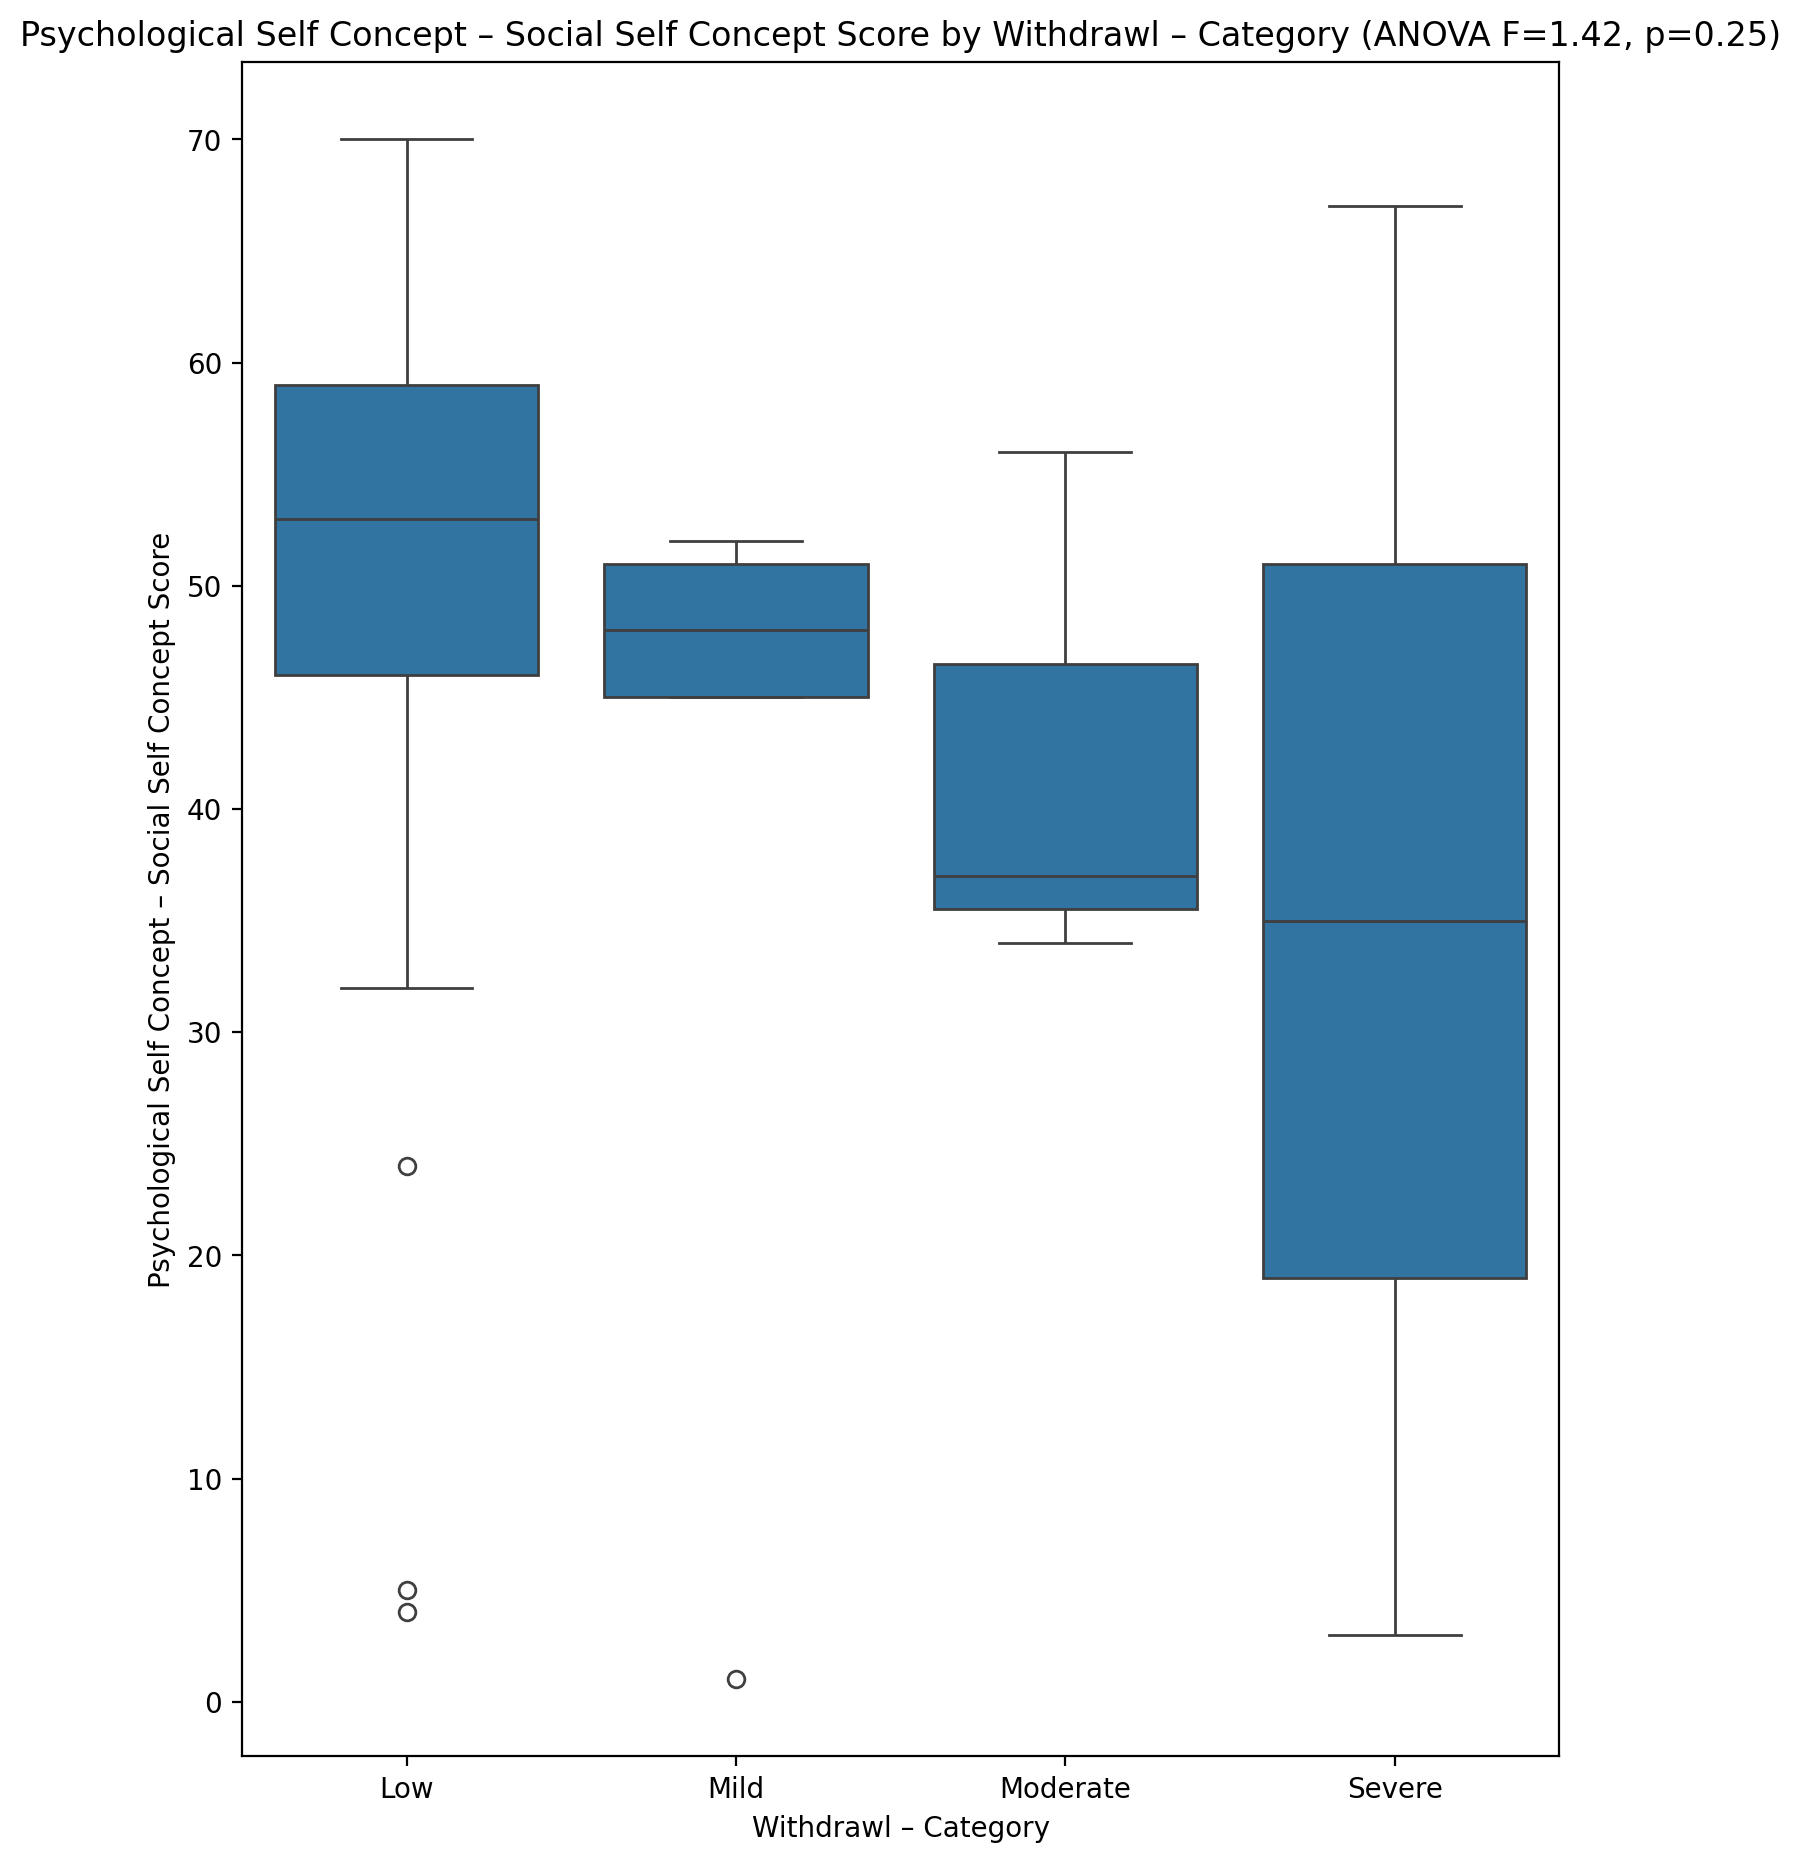 Psychological Self Concept – Social Self Concept Score by Withdrawl – Category (ANOVA F=1.42, p=0.25)
Psychological Self Concept – Social Self Concept Score
70
60
50
40
30
20
10
0
Low Mild Moderate Severe
Withdrawl – Category